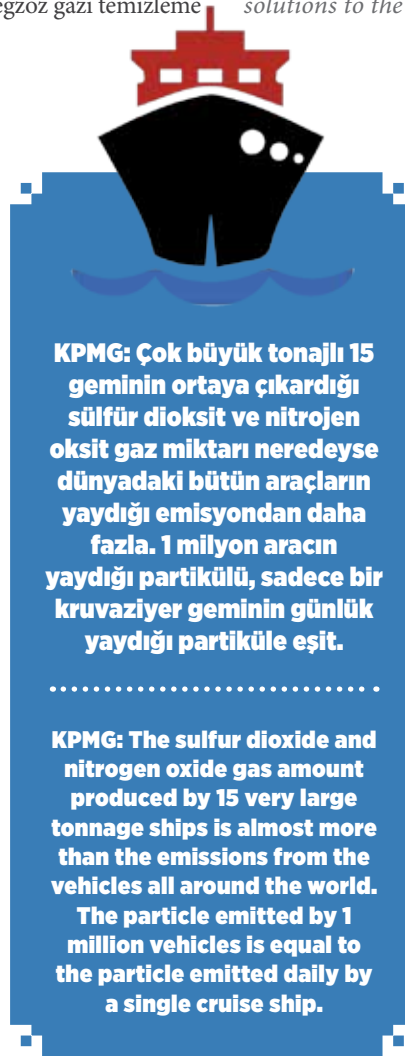 egzoz gazı temizleme
solutions to the
KPMG: Çok büyük tonajlı 15
geminin ortaya çıkardığı
sülfür dioksit ve nitrojen
oksit gaz miktarı neredeyse
dünyadaki bütün araçların
yaydığı emisyondan daha
fazla. 1 milyon aracın
yaydığı partikülü, sadece bir
kruvaziyer geminin günlük
yaydığı partiküle eşit.
KPMG: The sulfur dioxide and
nitrogen oxide gas amount
produced by 15 very large
tonnage ships is almost more
than the emissions from the
vehicles all around the world.
The particle emitted by 1
million vehicles is equal to
the particle emitted daily by
a single cruise ship.